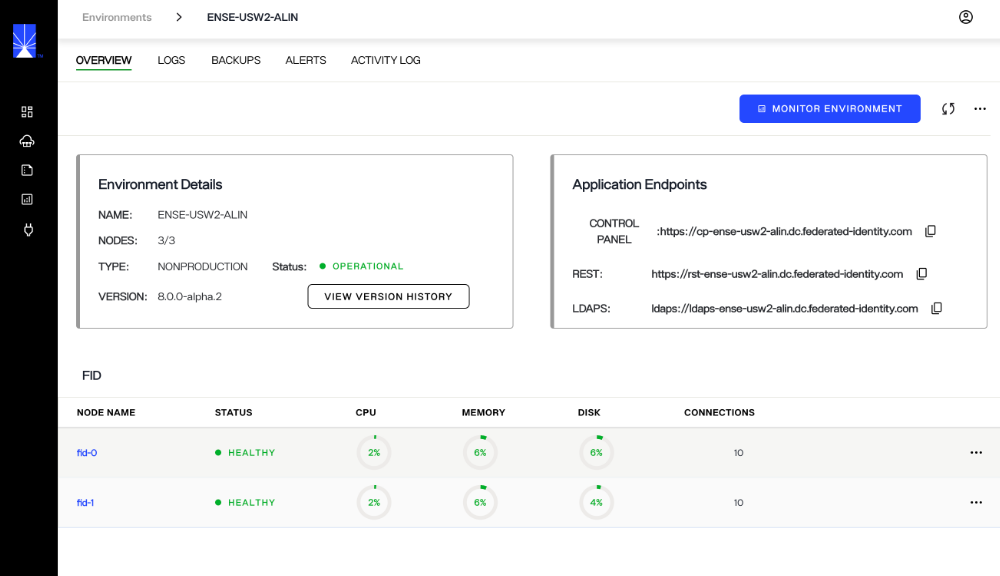 Environments > ENSE-USW2-ALIN
OVERVIEW LOGS BACKUPS ALERTS ACTIVITY LOG
MONITOR ENVIRONMENT
Environment Details
NAME: ENSE-USW2-ALIN
NODES: 3/3
TYPE: NONPRODUCTION Status: OPERATIONAL
VERSION: 8.0.0-alpha.2 VIEW VERSION HISTORY
Application Endpoints
CONTROL
PANEL :https://cp-ense-usw2-alin.dc.federated-identity.com
REST: https://rst-ense-usw2-alin.dc.federated-identity.com
LDAPS: ldaps://ldaps-ense-usw2-alin.dc.federated-identity.com
FID
NODE NAME STATUS CPU MEMORY DISK CONNECTIONS
fid-0 HEALTHY 2% 6% 6% 10
fid-1 HEALTHY 2% 6% 4% 10